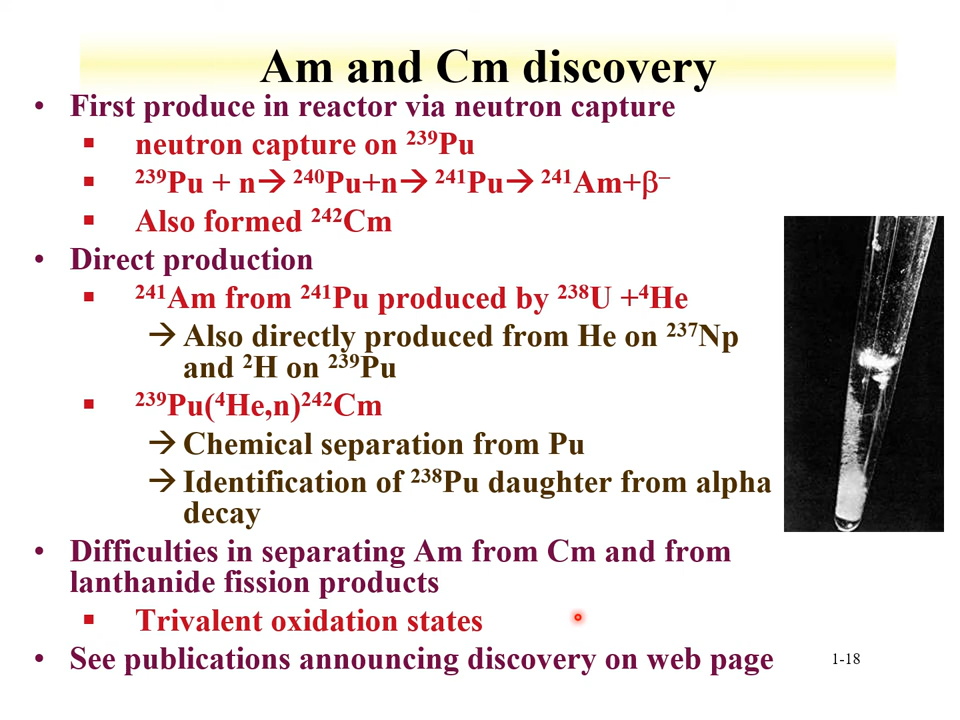 Am and Cm discovery
• First produce in reactor via neutron capture
▪ neutron capture on ²³⁹Pu
▪ ²³⁹Pu + n→ ²⁴⁰Pu+n→ ²⁴¹Pu→ ²⁴¹Am+β⁻
▪ Also formed ²⁴²Cm
• Direct production
▪ ²⁴¹Am from ²⁴¹Pu produced by ²³⁸U +⁴He
→ Also directly produced from He on ²³⁷Np
and ²H on ²³⁹Pu
▪ ²³⁹Pu(⁴He,n)²⁴²Cm
→ Chemical separation from Pu
→ Identification of ²³⁸Pu daughter from alpha
decay
• Difficulties in separating Am from Cm and from
lanthanide fission products
▪ Trivalent oxidation states
• See publications announcing discovery on web page
1-18